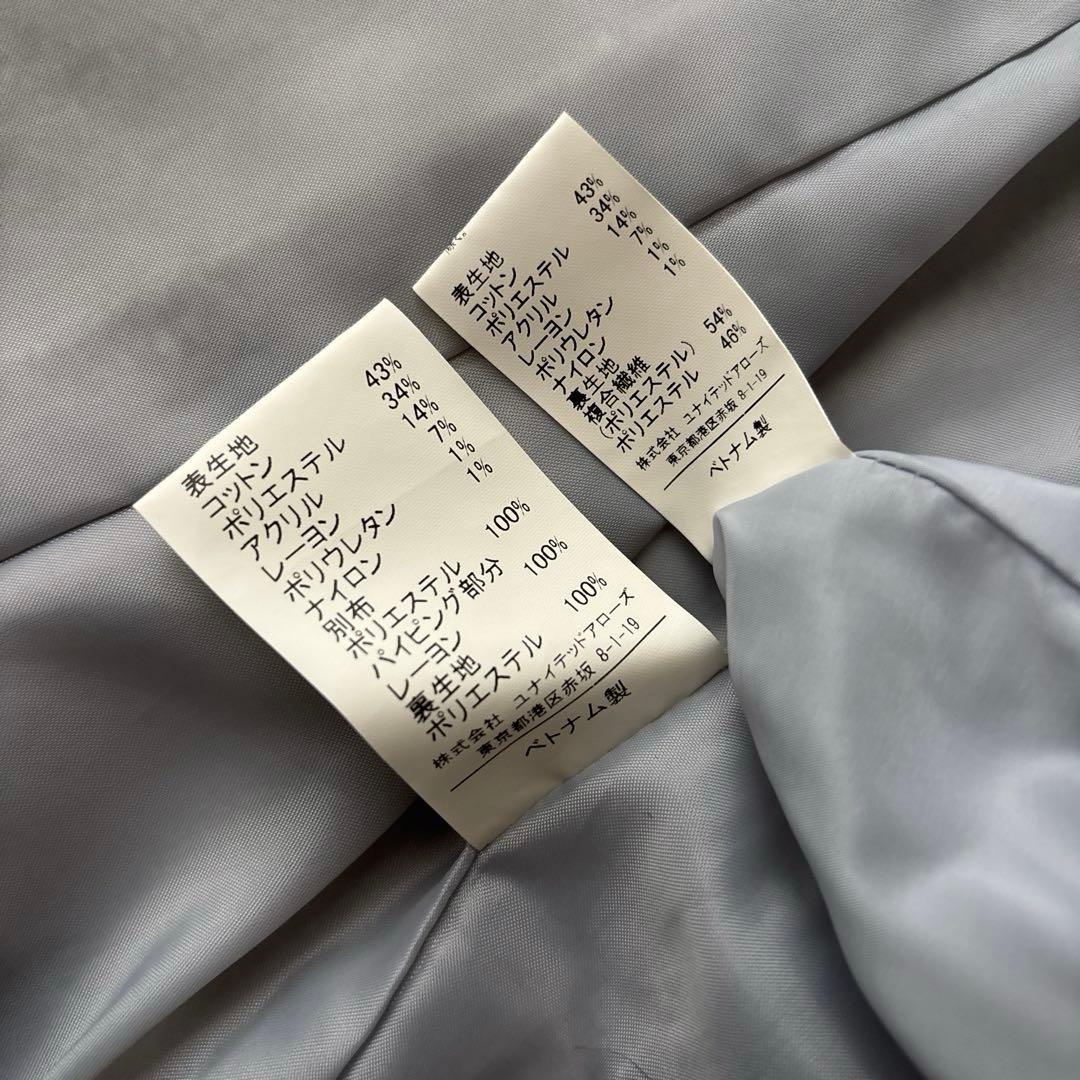 表生地
コットン 43%
ポリエステル 34%
アクリル 14%
レーヨン 7%
ポリウレタン 1%
ナイロン 1%
別布
ポリエステル 100%
パイピング部分
レーヨン 100%
裏生地
ポリエステル 100%
株式会社 ユナイテッドアローズ
東京都港区赤坂 8-1-19
ベトナム製
表生地
コットン 43%
ポリエステル 34%
アクリル 14%
レーヨン 7%
ポリウレタン 1%
ナイロン 1%
裏生地
複合繊維
(ポリエステル) 54%
ポリエステル 46%
株式会社 ユナイテッドアローズ
東京都港区赤坂 8-1-19
ベトナム製